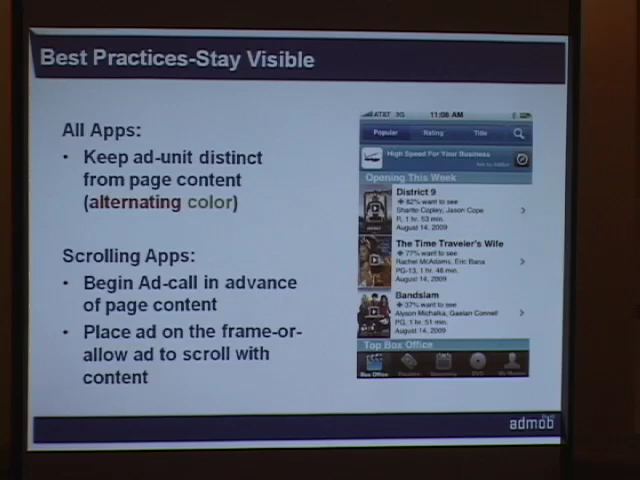 Best Practices-Stay Visible
All Apps:
• Keep ad-unit distinct
from page content
(alternating color)
Scrolling Apps:
• Begin Ad-call in advance
of page content
• Place ad on the frame-or-
allow ad to scroll with
content
AT&T 3G 11:08 AM
Popular Rating Title
High Speed For Your Business
Opening This Week
District 9
82% want to see
Sharlto Copley, Jason Cope
R, 1 hr. 53 min.
August 14, 2009
The Time Traveler's Wife
77% want to see
Rachel McAdams, Eric Bana
PG-13, 1 hr. 48 min.
August 14, 2009
Bandslam
37% want to see
Alyson Michalka, Gaelan Connell
PG, 1 hr. 51 min.
August 14, 2009
Top Box Office
Box Office DVD
admob